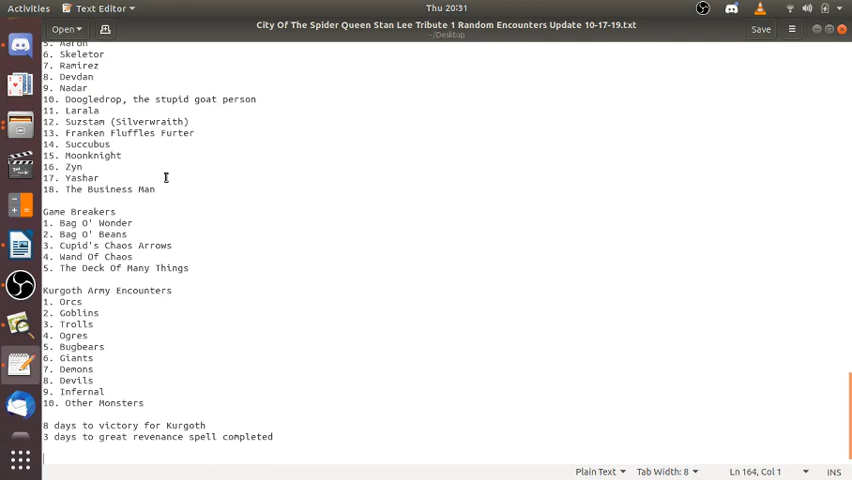 Activities
Text Editor
Thu 20:31
Open
City Of The Spider Queen Stan Lee Tribute 1 Random Encounters Update 10-17-19.txt
~/Desktop
Save
5. Aaron
6. Skeletor
7. Ramirez
8. Devdan
9. Nadar
10. Doogledrop, the stupid goat person
11. Larala
12. Suzstam (Silverwraith)
13. Franken Fluffles Furter
14. Succubus
15. Moonknight
16. Zyn
17. Yashar
18. The Business Man
Game Breakers
1. Bag O' Wonder
2. Bag O' Beans
3. Cupid's Chaos Arrows
4. Wand Of Chaos
5. The Deck Of Many Things
Kurgoth Army Encounters
1. Orcs
2. Goblins
3. Trolls
4. Ogres
5. Bugbears
6. Giants
7. Demons
8. Devils
9. Infernal
10. Other Monsters
8 days to victory for Kurgoth
3 days to great revenance spell completed
Plain Text
Tab Width: 8
Ln 164, Col 1
INS